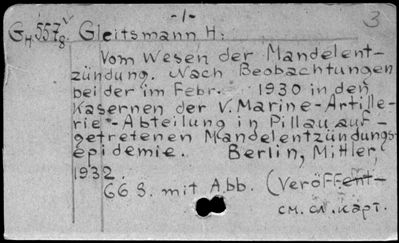 -1-
3
G4 557/8 v Gleitsmann H:
Vom Wesen der Mandelent-
zündung. Nach Beobachtungen
bei der im Febr. 1930 in den
Kasernen der V. Marine-Artille-
rie-Abteilung in Pillau auf-
getretenen Mandelentzündungs-
epidemie. Berlin, Mittler,
1932.
66 S. mit Abb. (Veröffent-
см. сл. карт.